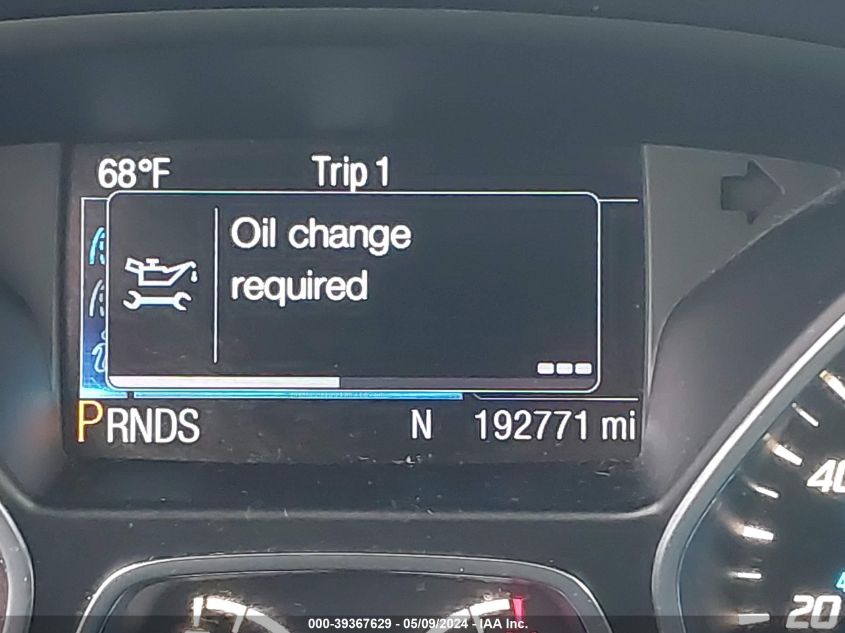 68°F Trip 1
Oil change
required
PRNDS N 192771 mi
40
20
000-39367629 - 05/09/2024 - IAA Inc.